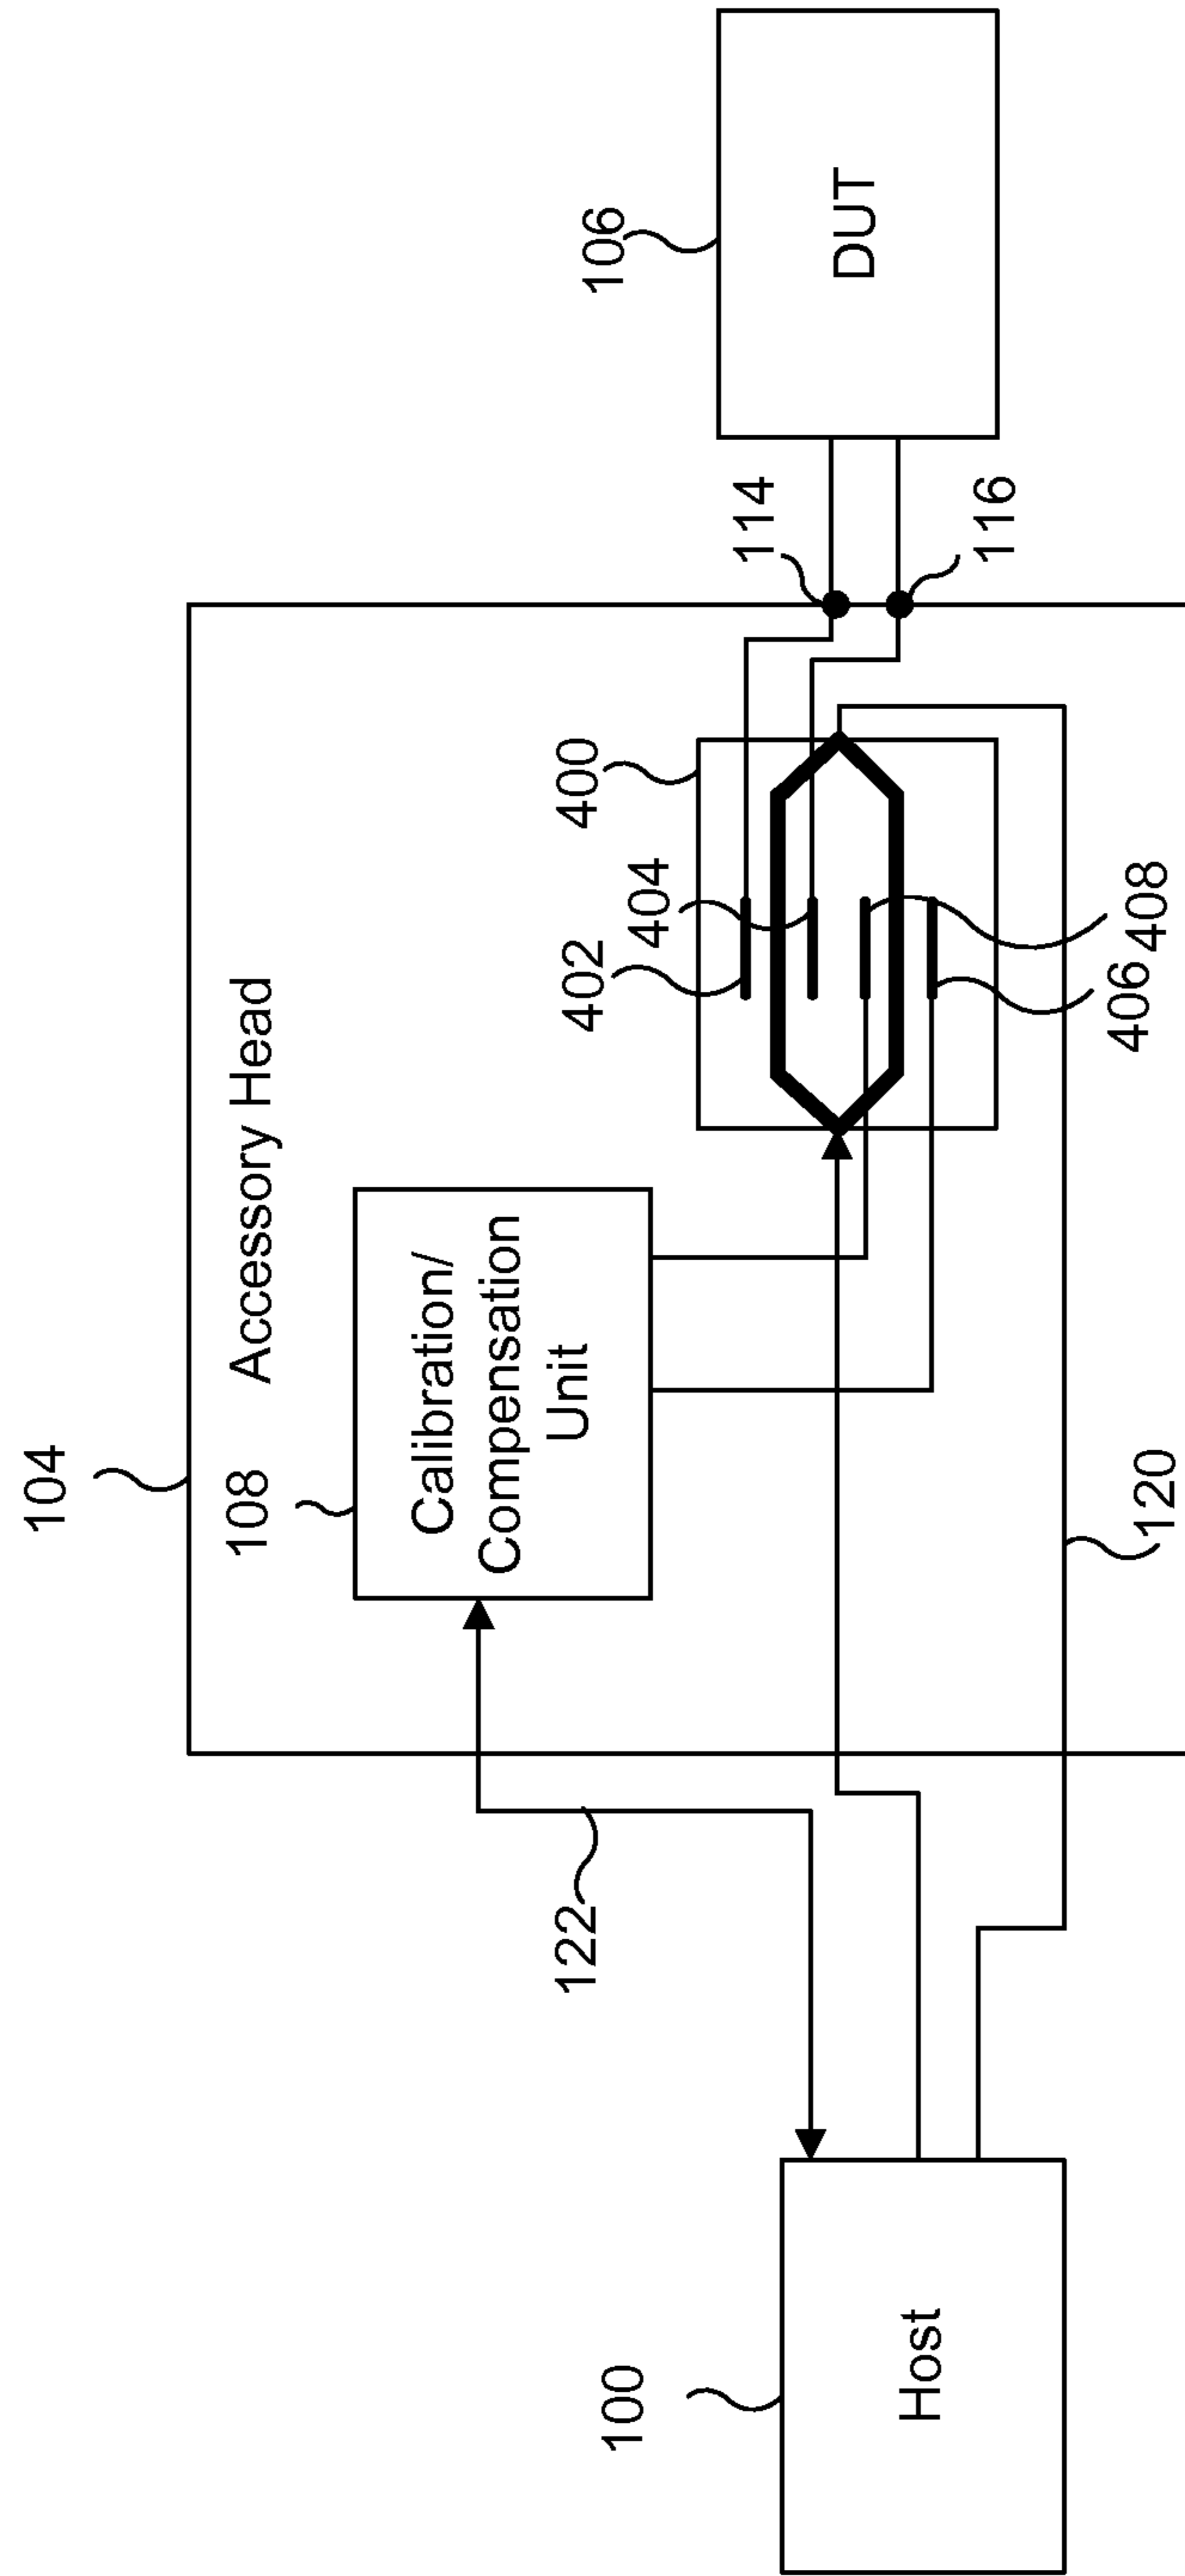 104
108
Accessory Head
Calibration/
Compensation
Unit
122
100
Host
120
400
402
404
406
408
114
116
106
DUT